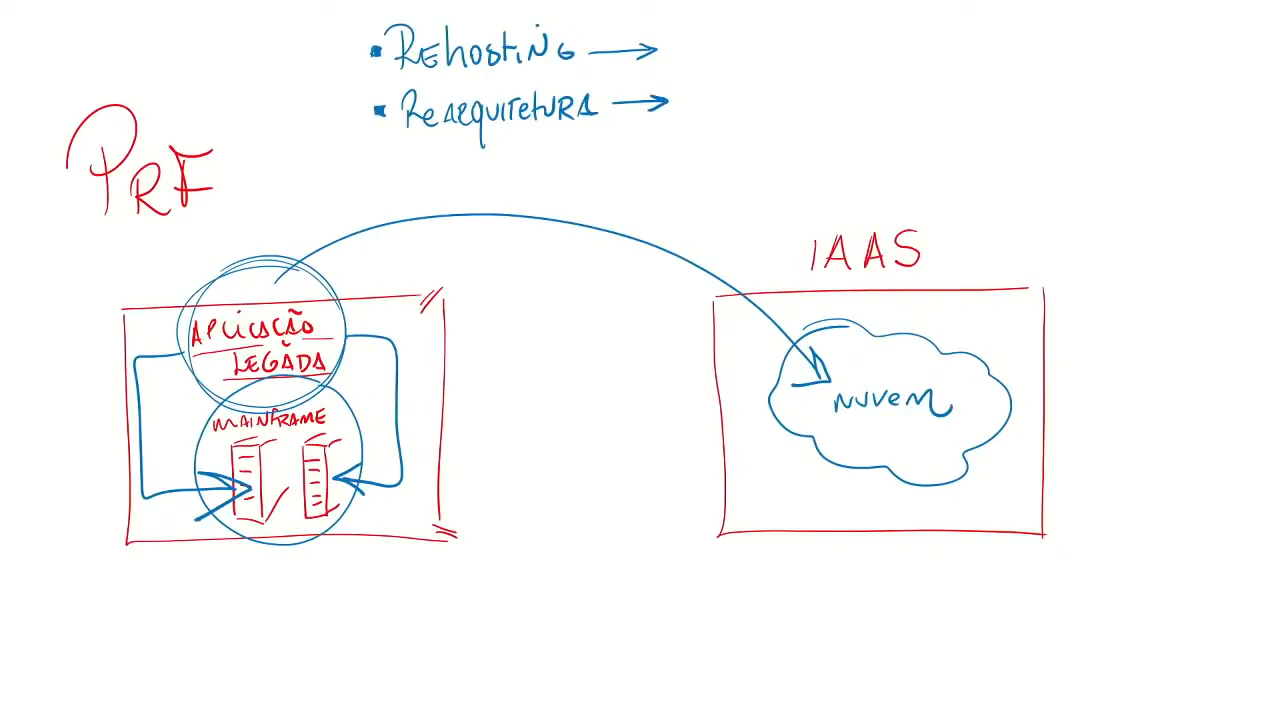 • REhostiNG →
• ReARquiteturA →
PRF
IAAS
APLiCAÇÃO
LEGADA
MAINFRAME
NUVEM